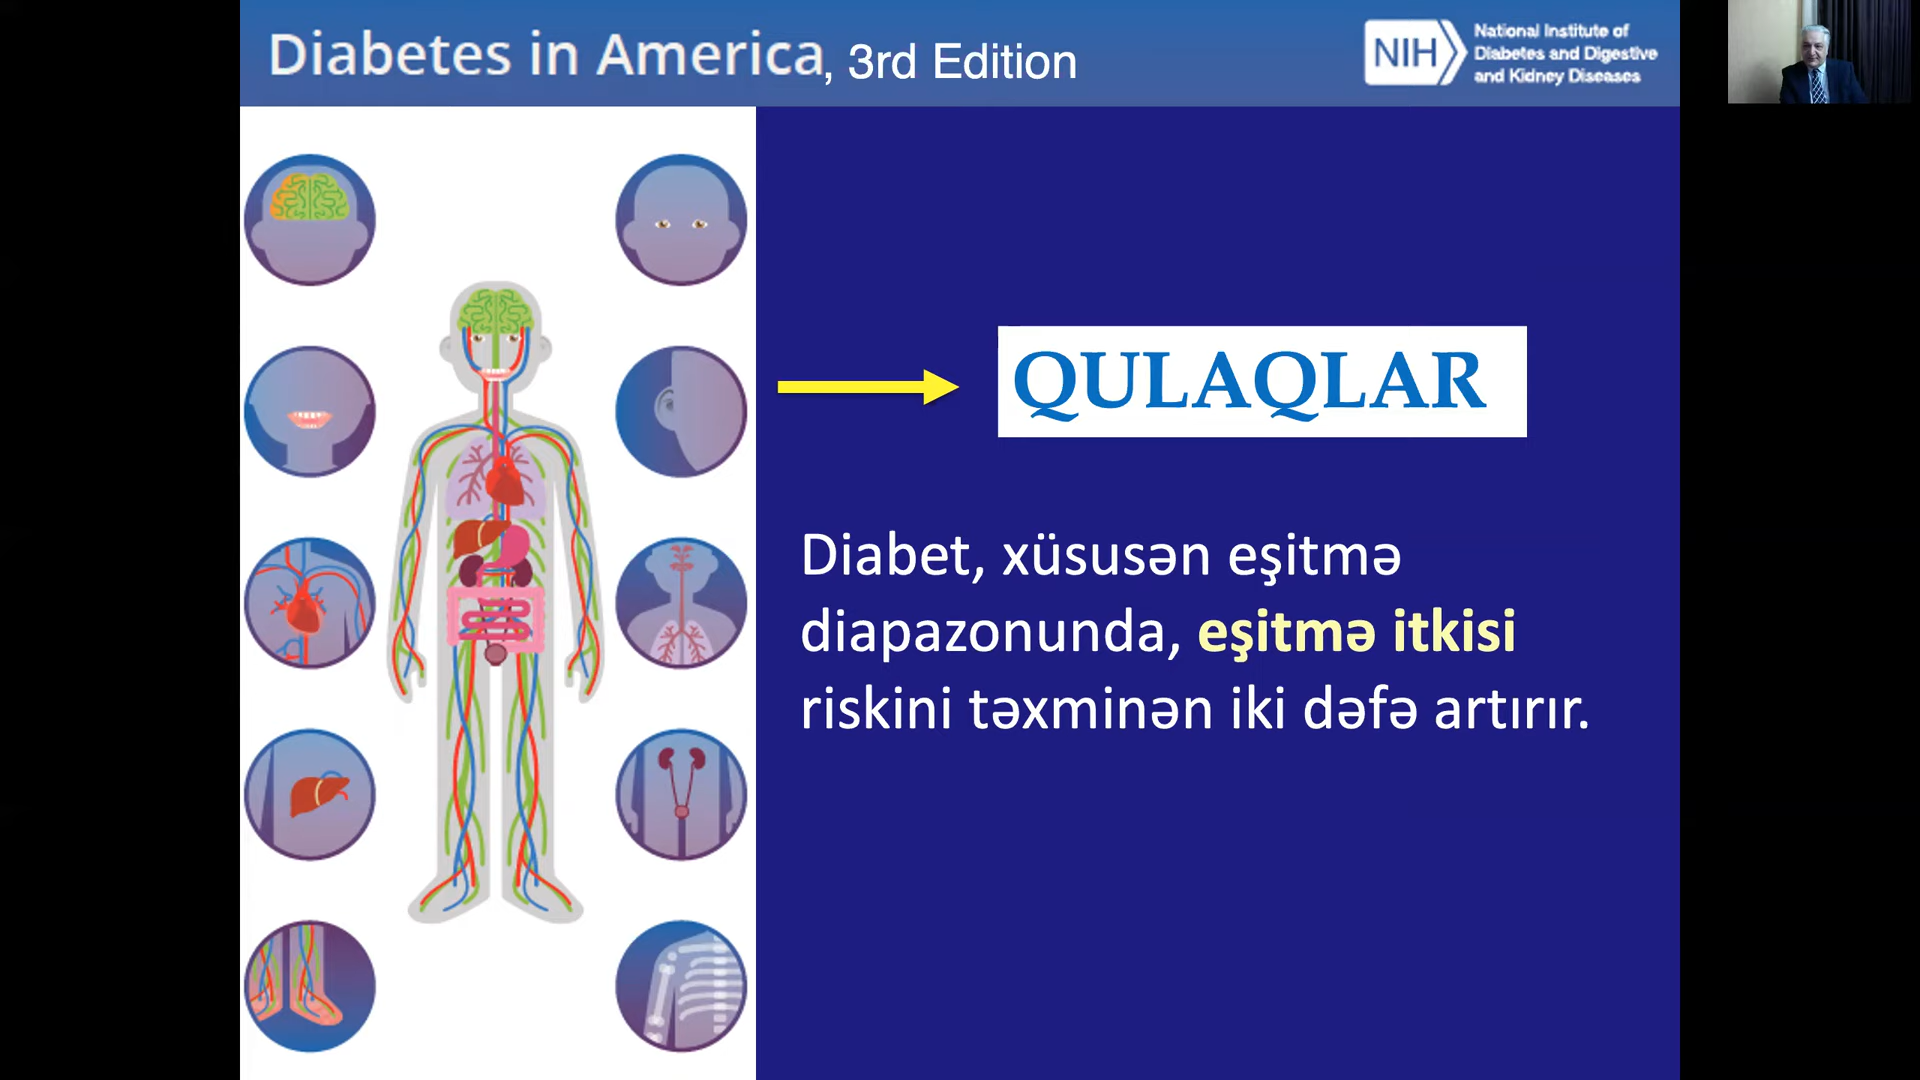 Diabetes in America, 3rd Edition
NIH
National Institute of
Diabetes and Digestive
and Kidney Diseases
QULAQLAR
Diabet, xüsusən eşitmə
diapazonunda, eşitmə itkisi
riskini təxminən iki dəfə artırır.